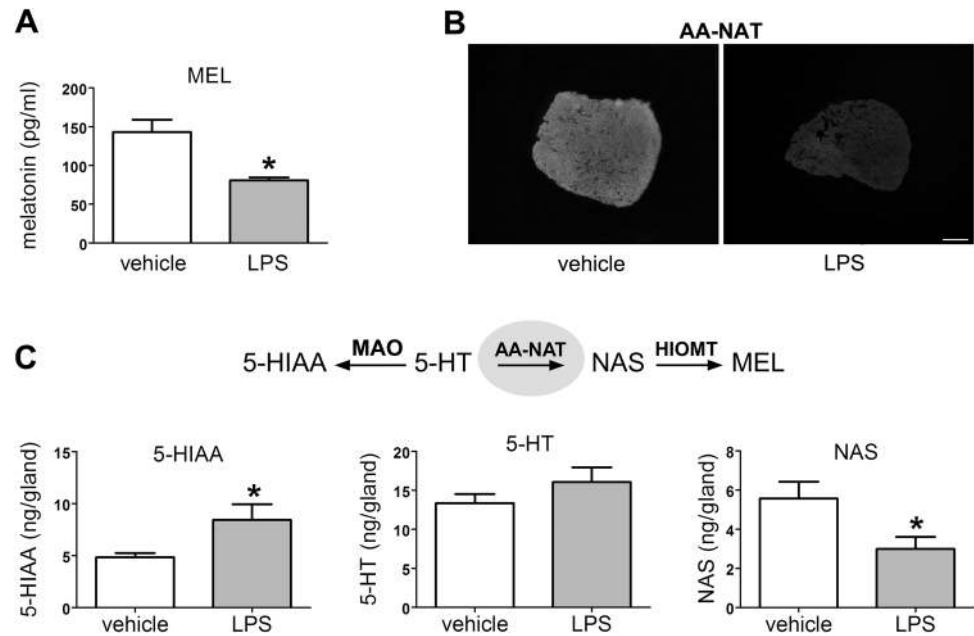 A
MEL
melatonin (pg/ml)
200
150
100
50
0
*
vehicle
LPS
B
AA-NAT
vehicle
LPS
C
5-HIAA MAO 5-HT AA-NAT NAS HIOMT MEL
5-HIAA
5-HIAA (ng/gland)
15
10
5
0
*
vehicle
LPS
5-HT
5-HT (ng/gland)
20
15
10
5
0
vehicle
LPS
NAS
NAS (ng/gland)
8
6
4
2
0
*
vehicle
LPS